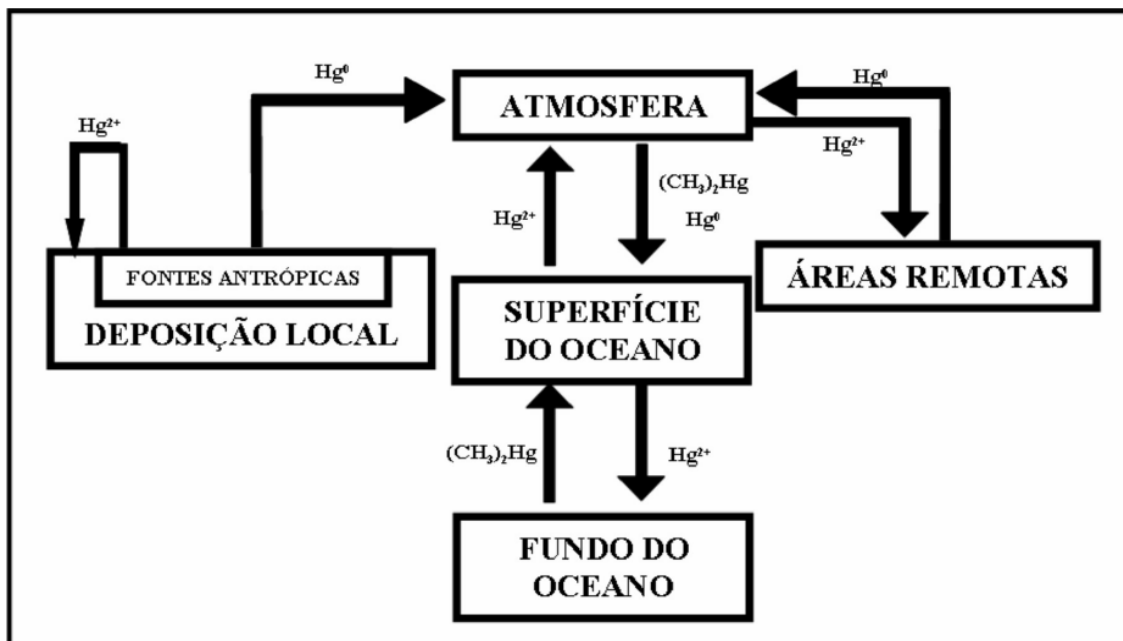 Hg⁰
Hg⁰
ATMOSFERA
Hg²⁺
Hg²⁺
(CH₃)₂Hg
Hg²⁺
Hg⁰
FONTES ANTRÓPICAS
ÁREAS REMOTAS
DEPOSIÇÃO LOCAL
SUPERFÍCIE
DO OCEANO
(CH₃)₂Hg
Hg²⁺
FUNDO DO
OCEANO